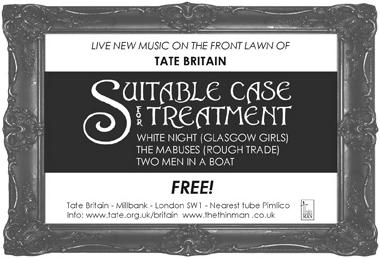 LIVE NEW MUSIC ON THE FRONT LAWN OF
TATE BRITAIN
SUITABLE CASE
FOR
TREATMENT
WHITE NIGHT (GLASGOW GIRLS)
THE MABUSES (ROUGH TRADE)
TWO MEN IN A BOAT
FREE!
Tate Britain - Millbank - London SW1 - Nearest tube Pimlico
Info: www.tate.org.uk/britain www.thethinman .co.uk